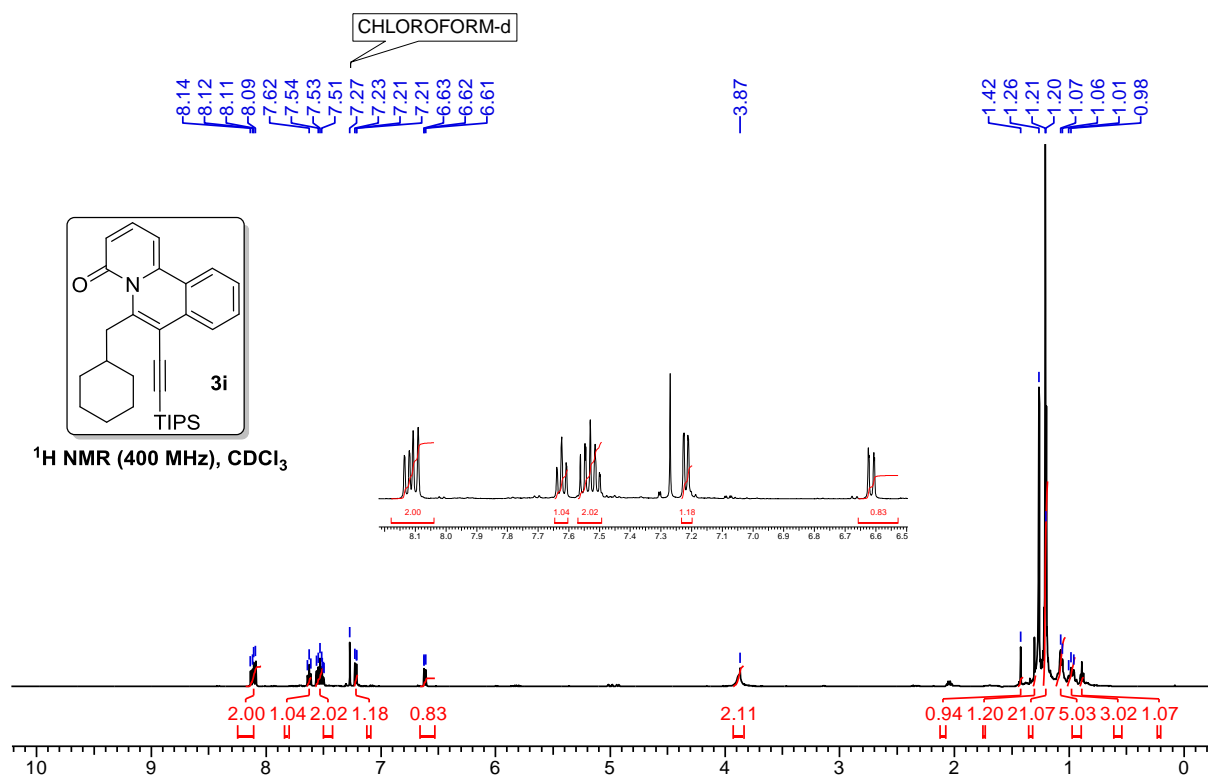 CHLOROFORM-d
8.14 8.12 8.11 8.09 7.62 7.54 7.53 7.51 7.27 7.23 7.21 7.21 6.63 6.62 6.61 3.87 1.42 1.26 1.21 1.20 1.07 1.06 1.01 0.98
O
N
3i
TIPS
¹H NMR (400 MHz), CDCl₃
2.00 1.04 2.02 1.18 0.83
8.1 8.0 7.9 7.8 7.7 7.6 7.5 7.4 7.3 7.2 7.1 7.0 6.9 6.8 6.7 6.6 6.5
2.00 1.04 2.02 1.18 0.83 2.11 0.94 1.20 21.07 5.03 3.02 1.07
10 9 8 7 6 5 4 3 2 1 0